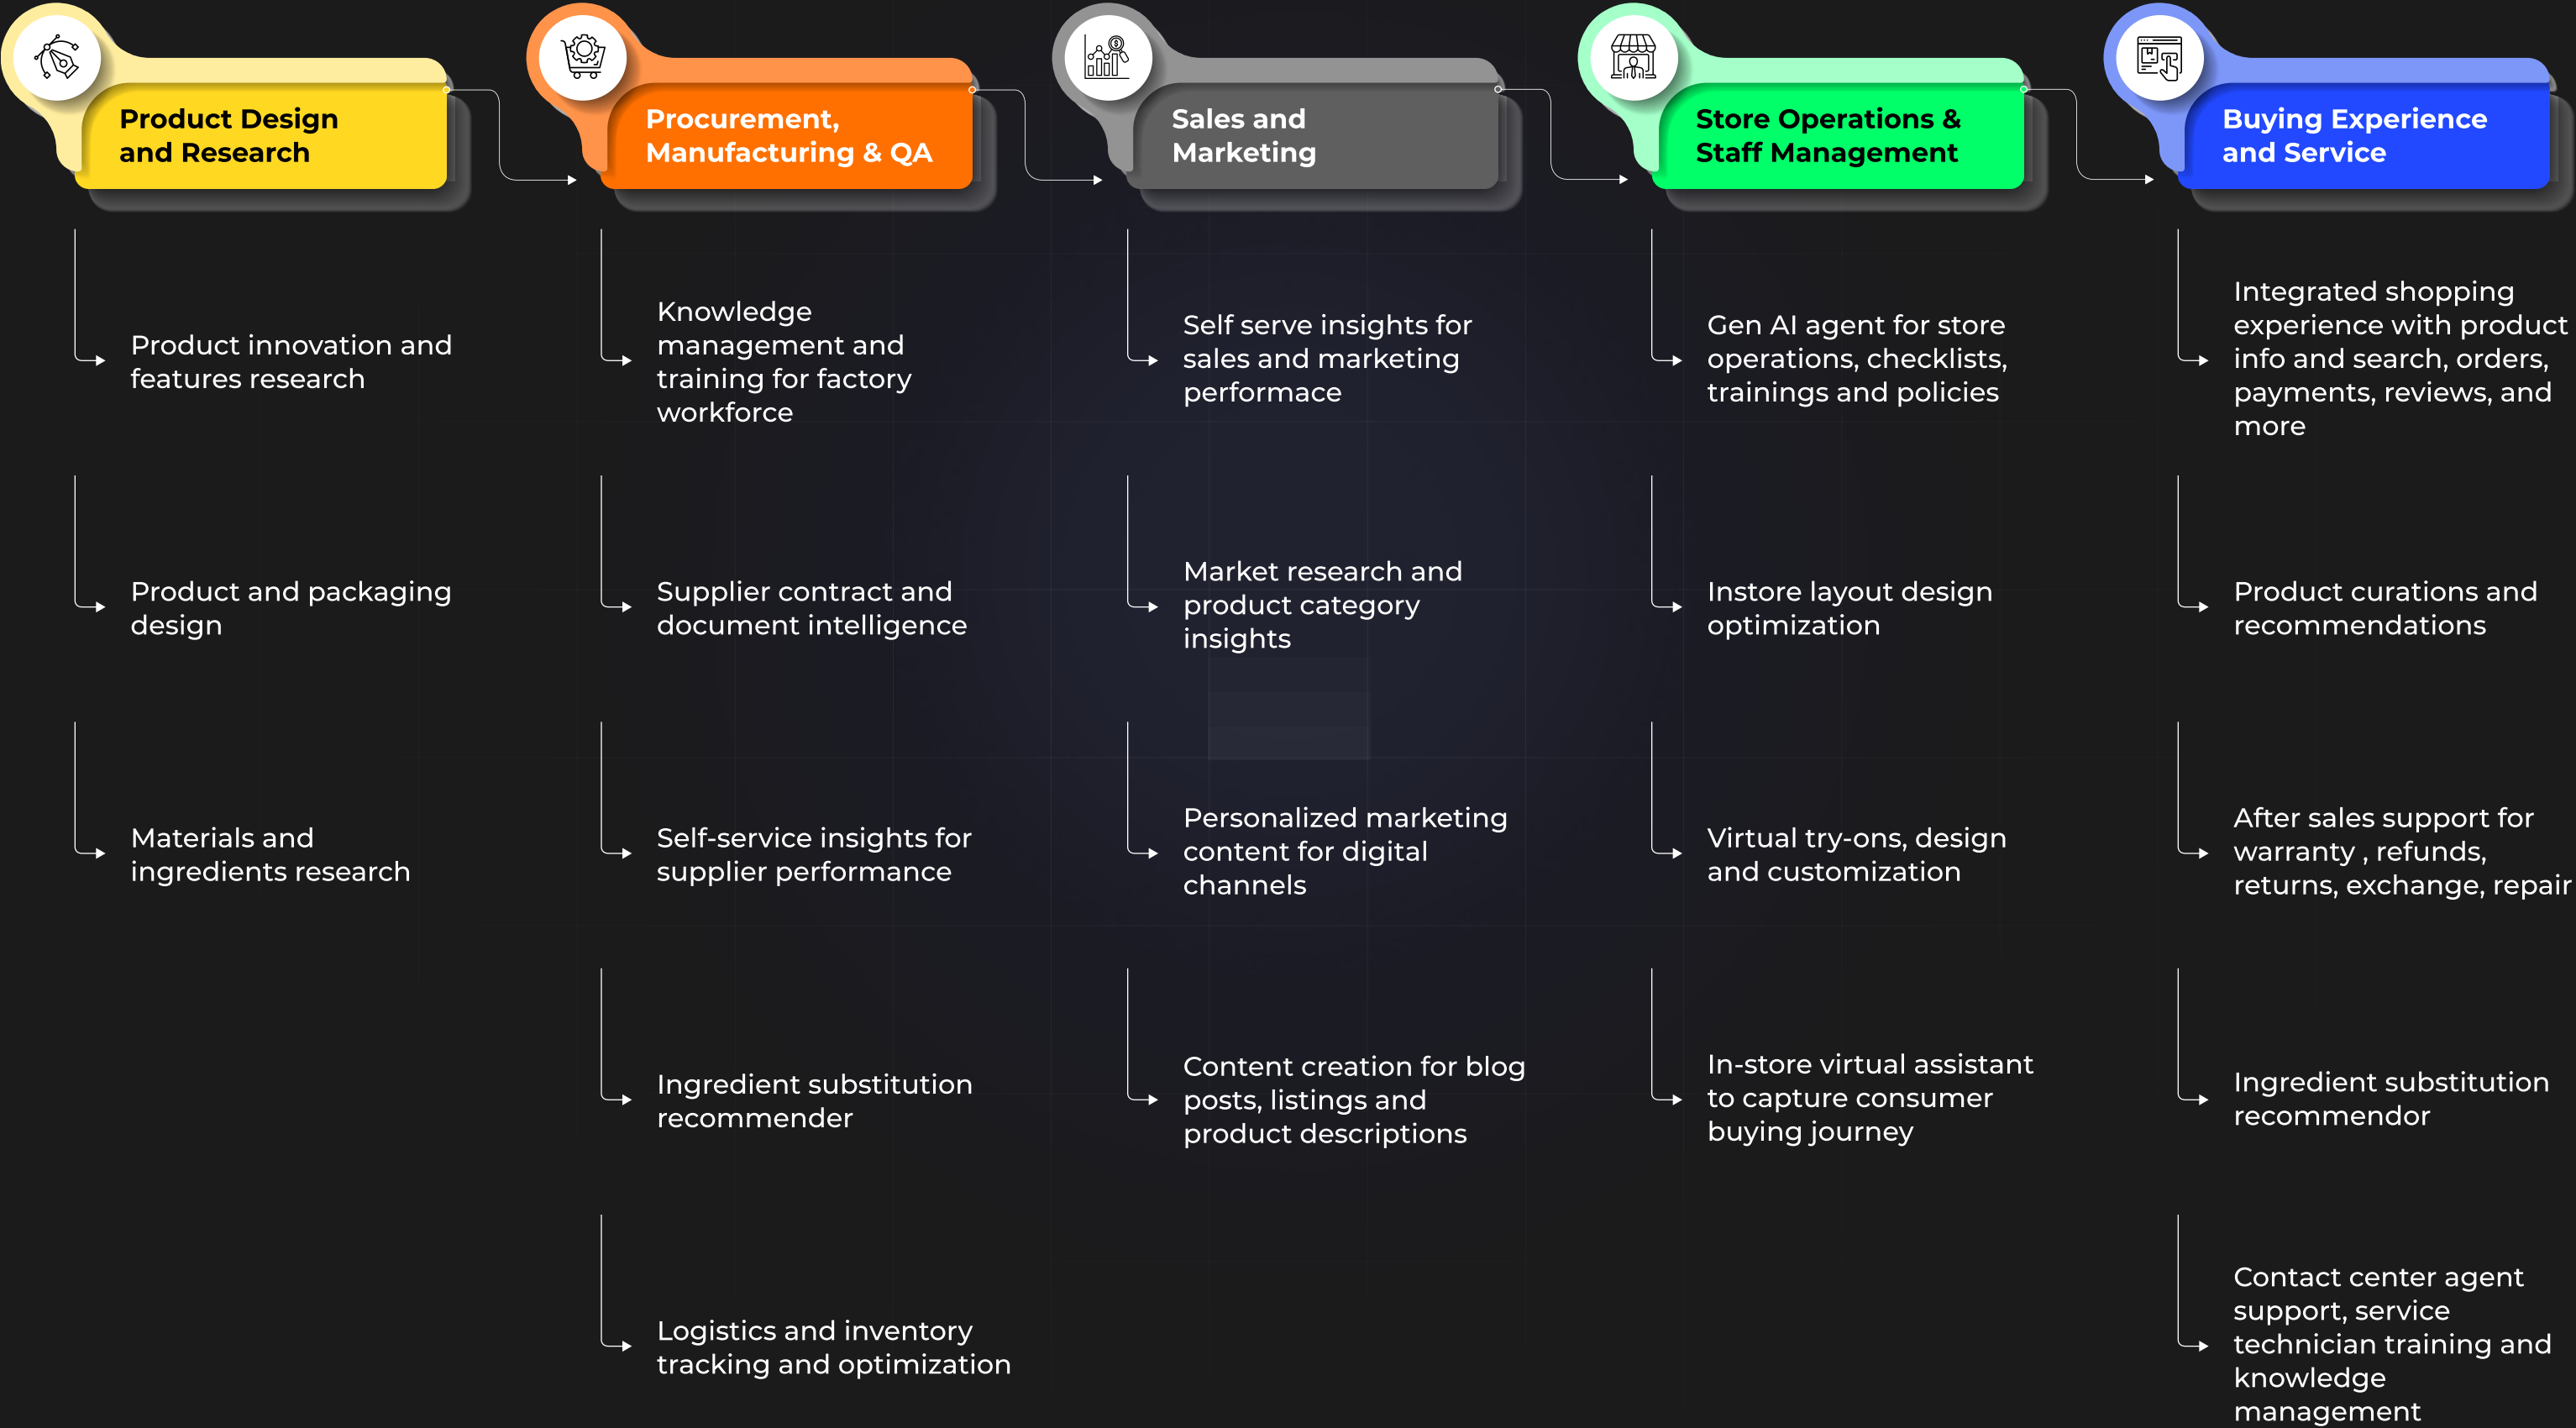 Product Design
and Research
Product innovation and
features research
Product and packaging
design
Materials and
ingredients research
Procurement,
Manufacturing & QA
Knowledge
management and
training for factory
workforce
Supplier contract and
document intelligence
Self-service insights for
supplier performance
Ingredient substitution
recommender
Logistics and inventory
tracking and optimization
Sales and
Marketing
Self serve insights for
sales and marketing
performace
Market research and
product category
insights
Personalized marketing
content for digital
channels
Content creation for blog
posts, listings and
product descriptions
Store Operations &
Staff Management
Gen AI agent for store
operations, checklists,
trainings and policies
Instore layout design
optimization
Virtual try-ons, design
and customization
In-store virtual assistant
to capture consumer
buying journey
Buying Experience
and Service
Integrated shopping
experience with product
info and search, orders,
payments, reviews, and
more
Product curations and
recommendations
After sales support for
warranty , refunds,
returns, exchange, repair
Ingredient substitution
recommendor
Contact center agent
support, service
technician training and
knowledge
management